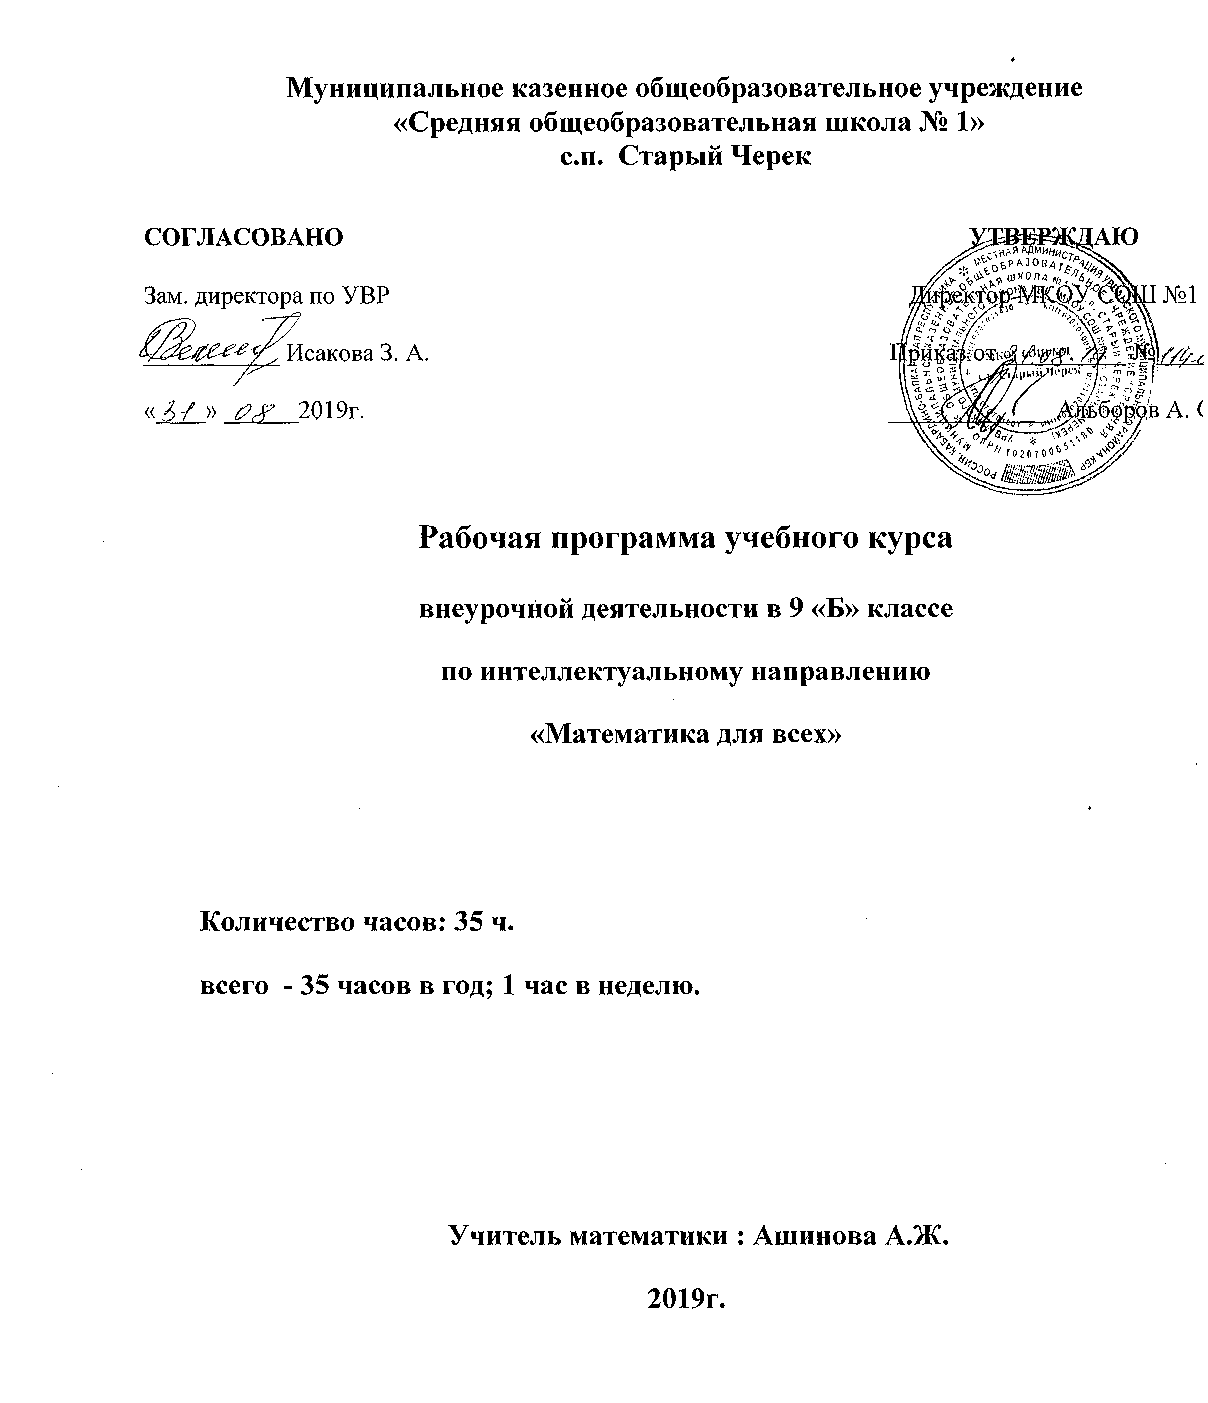 Муниципальное казенное общеобразовательное учреждение
«Средняя общеобразовательная школа № 1»
с.п. Старый Черек
СОГЛАСОВАНО
УТВЕРЖДАЮ
Зам. директора по УВР
Директор МКОУ СОШ №1
Исакова З. А.
Приказ от №
«31» 08 2019г.
Альборов А.
Рабочая программа учебного курса
внеурочной деятельности в 9 «Б» классе
по интеллектуальному направлению
«Математика для всех»
Количество часов: 35 ч.
всего - 35 часов в год; 1 час в неделю.
Учитель математики : Ашинова А.Ж.
2019г.